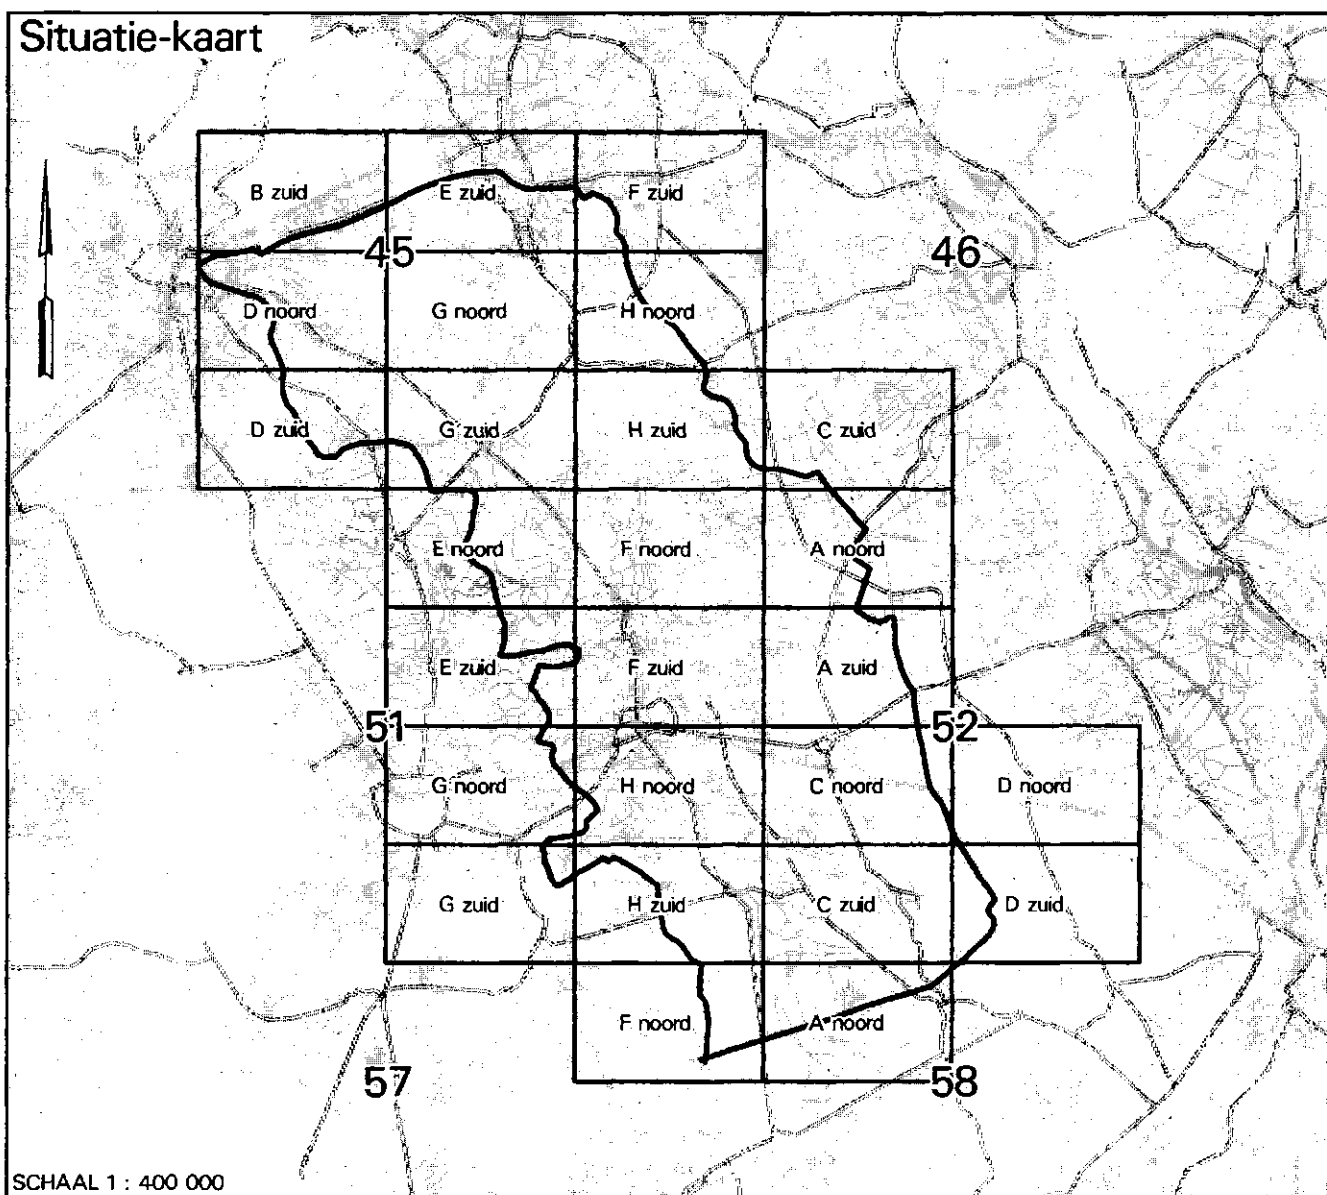 Situatie-kaart
B zuid E zuid F zuid
45 46
D noord G noord H noord
D zuid G zuid H zuid C zuid
E noord F noord A noord
E zuid F zuid A zuid
51 52
G noord H noord C noord D noord
G zuid H zuid C zuid D zuid
F noord A noord
57 58
SCHAAL 1 : 400 000